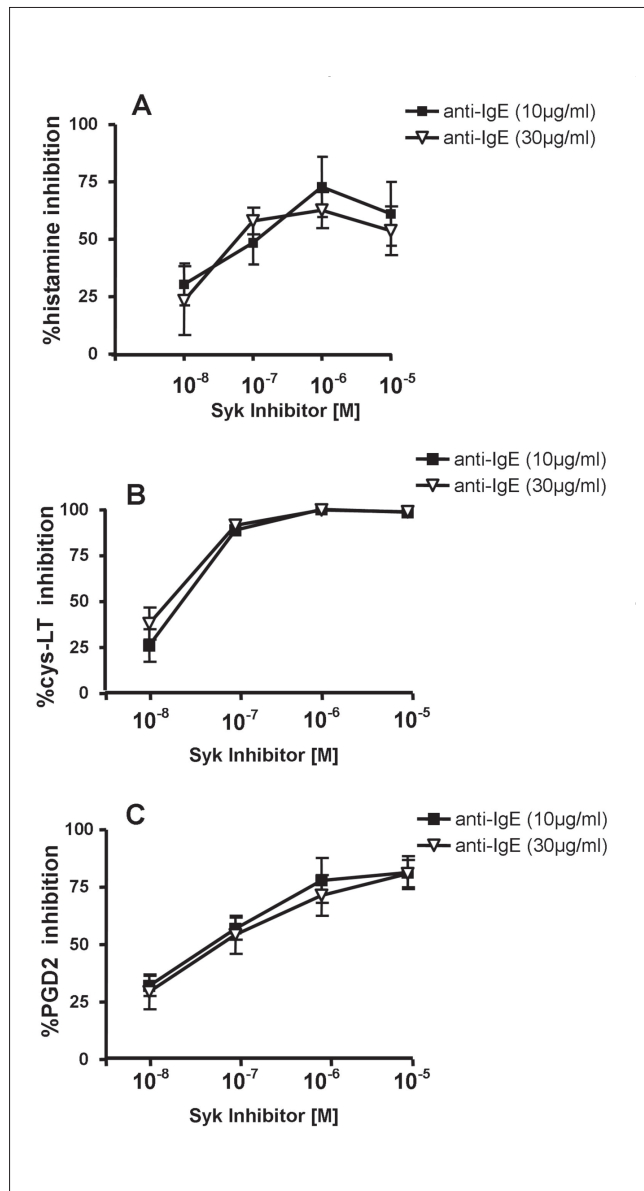 A
anti-IgE (10µg/ml)
anti-IgE (30µg/ml)
100
75
50
25
0
%histamine inhibition
10-8 10-7 10-6 10-5
Syk Inhibitor [M]
B
anti-IgE (10µg/ml)
anti-IgE (30µg/ml)
100
75
50
25
0
%cys-LT inhibition
10-8 10-7 10-6 10-5
Syk Inhibitor [M]
C
anti-IgE (10µg/ml)
anti-IgE (30µg/ml)
100
75
50
25
0
%PGD2 inhibition
10-8 10-7 10-6 10-5
Syk Inhibitor [M]